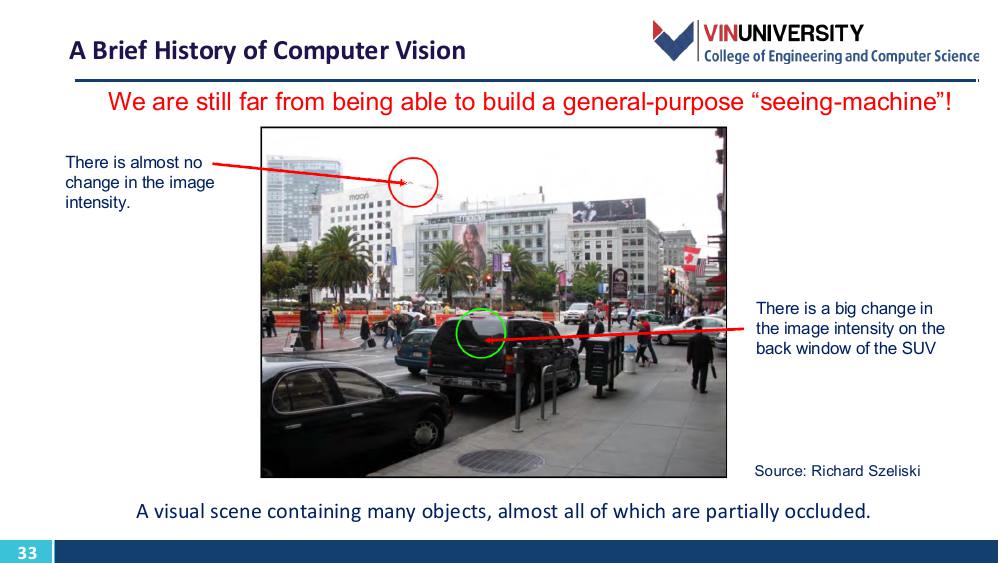 A Brief History of Computer Vision
VINUNIVERSITY
College of Engineering and Computer Science
We are still far from being able to build a general-purpose “seeing-machine”!
There is almost no
change in the image
intensity.
macys
There is a big change in
the image intensity on the
back window of the SUV
Source: Richard Szeliski
A visual scene containing many objects, almost all of which are partially occluded.
33